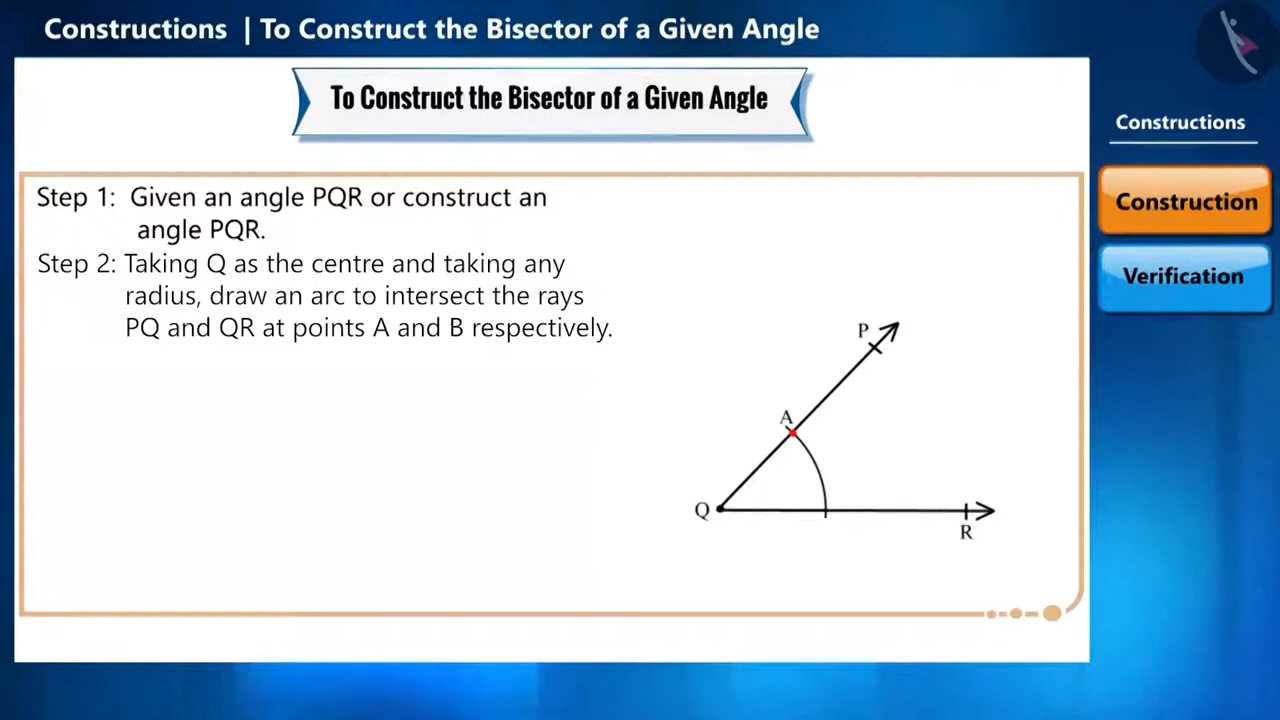 Constructions | To Construct the Bisector of a Given Angle
To Construct the Bisector of a Given Angle
Constructions
Construction
Verification
Step 1: Given an angle PQR or construct an
angle PQR.
Step 2: Taking Q as the centre and taking any
radius, draw an arc to intersect the rays
PQ and QR at points A and B respectively.
P
A
Q
R